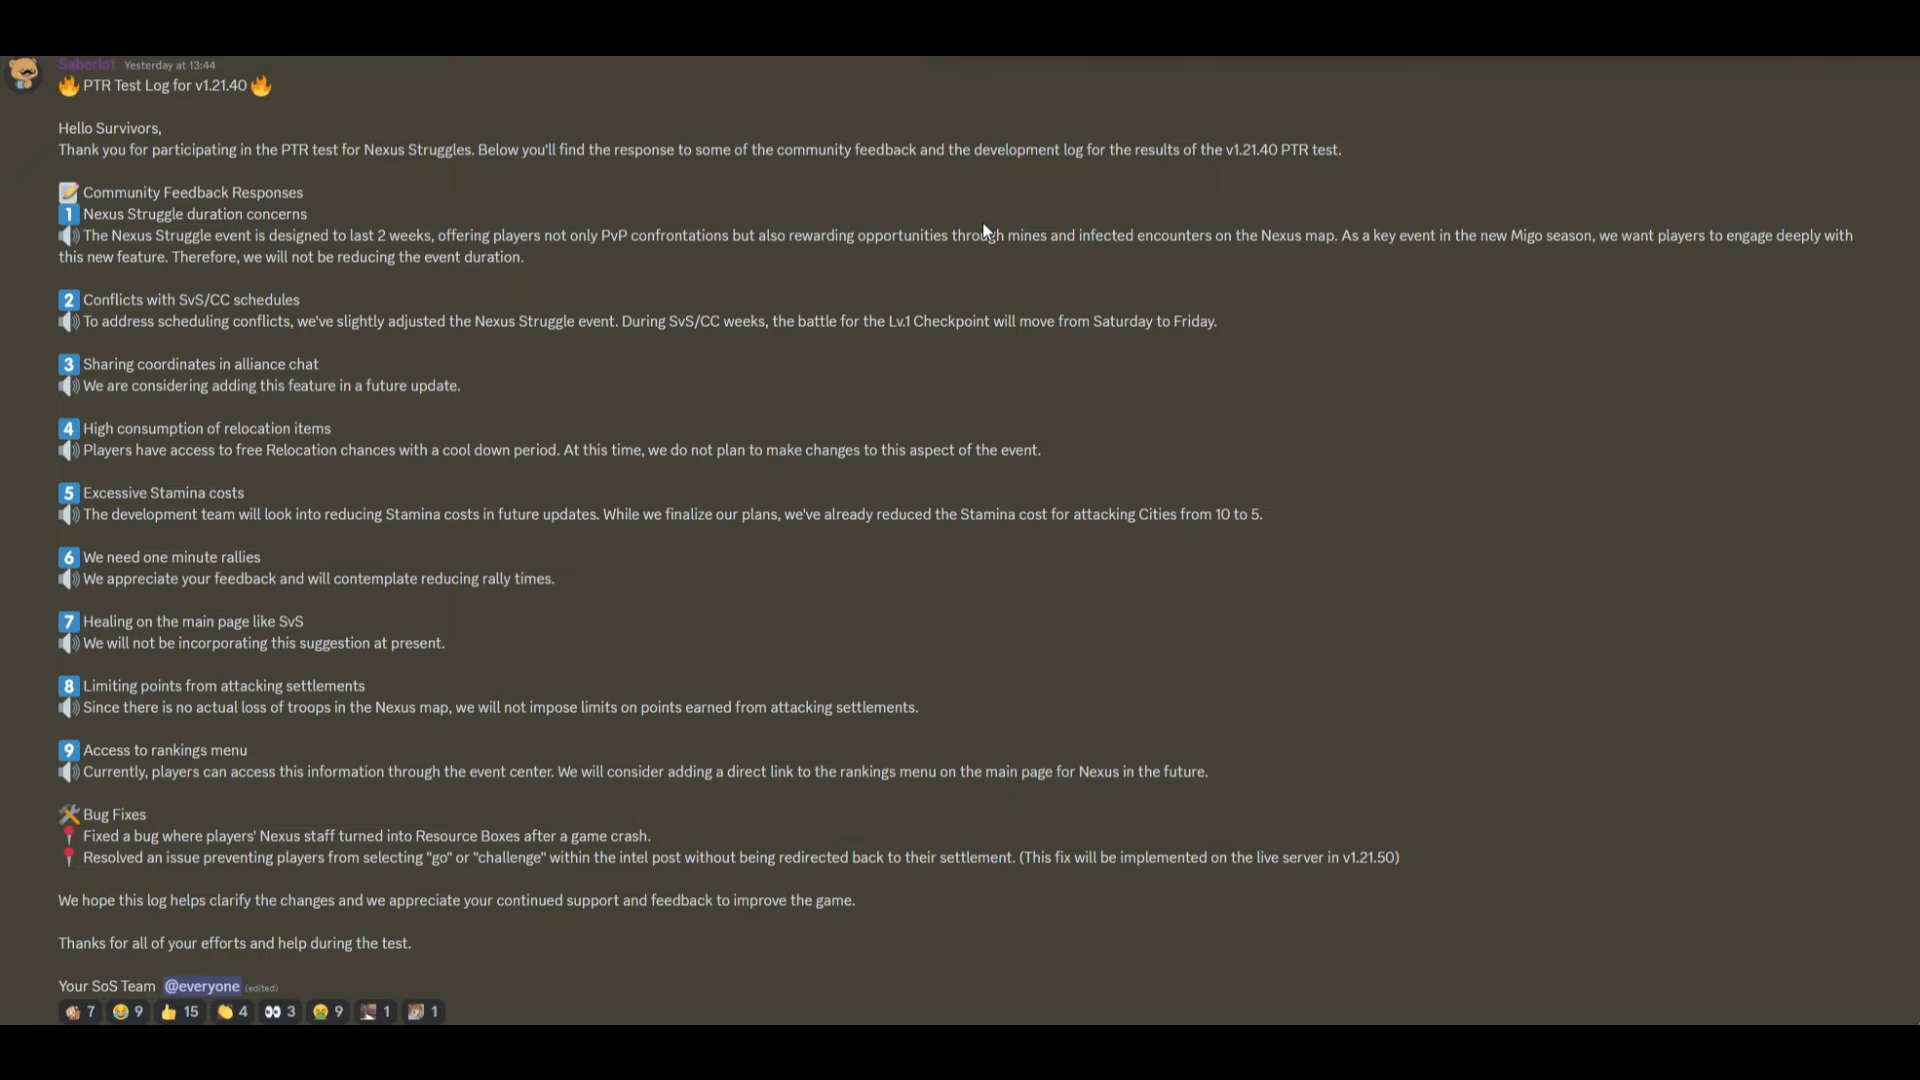 Saberlot Yesterday at 13:44
🔥 PTR Test Log for v1.21.40 🔥
Hello Survivors,
Thank you for participating in the PTR test for Nexus Struggles. Below you'll find the response to some of the community feedback and the development log for the results of the v1.21.40 PTR test.
📝 Community Feedback Responses
1 Nexus Struggle duration concerns
🔊 The Nexus Struggle event is designed to last 2 weeks, offering players not only PvP confrontations but also rewarding opportunities through mines and infected encounters on the Nexus map. As a key event in the new Migo season, we want players to engage deeply with
this new feature. Therefore, we will not be reducing the event duration.
2 Conflicts with SvS/CC schedules
🔊 To address scheduling conflicts, we've slightly adjusted the Nexus Struggle event. During SvS/CC weeks, the battle for the Lv.1 Checkpoint will move from Saturday to Friday.
3 Sharing coordinates in alliance chat
🔊 We are considering adding this feature in a future update.
4 High consumption of relocation items
🔊 Players have access to free Relocation chances with a cool down period. At this time, we do not plan to make changes to this aspect of the event.
5 Excessive Stamina costs
🔊 The development team will look into reducing Stamina costs in future updates. While we finalize our plans, we've already reduced the Stamina cost for attacking Cities from 10 to 5.
6 We need one minute rallies
🔊 We appreciate your feedback and will contemplate reducing rally times.
7 Healing on the main page like SvS
🔊 We will not be incorporating this suggestion at present.
8 Limiting points from attacking settlements
🔊 Since there is no actual loss of troops in the Nexus map, we will not impose limits on points earned from attacking settlements.
9 Access to rankings menu
🔊 Currently, players can access this information through the event center. We will consider adding a direct link to the rankings menu on the main page for Nexus in the future.
🛠 Bug Fixes
📍 Fixed a bug where players' Nexus staff turned into Resource Boxes after a game crash.
📍 Resolved an issue preventing players from selecting "go" or "challenge" within the intel post without being redirected back to their settlement. (This fix will be implemented on the live server in v1.21.50)
We hope this log helps clarify the changes and we appreciate your continued support and feedback to improve the game.
Thanks for all of your efforts and help during the test.
Your SoS Team @everyone (edited)
7 9 15 4 3 9 1 1